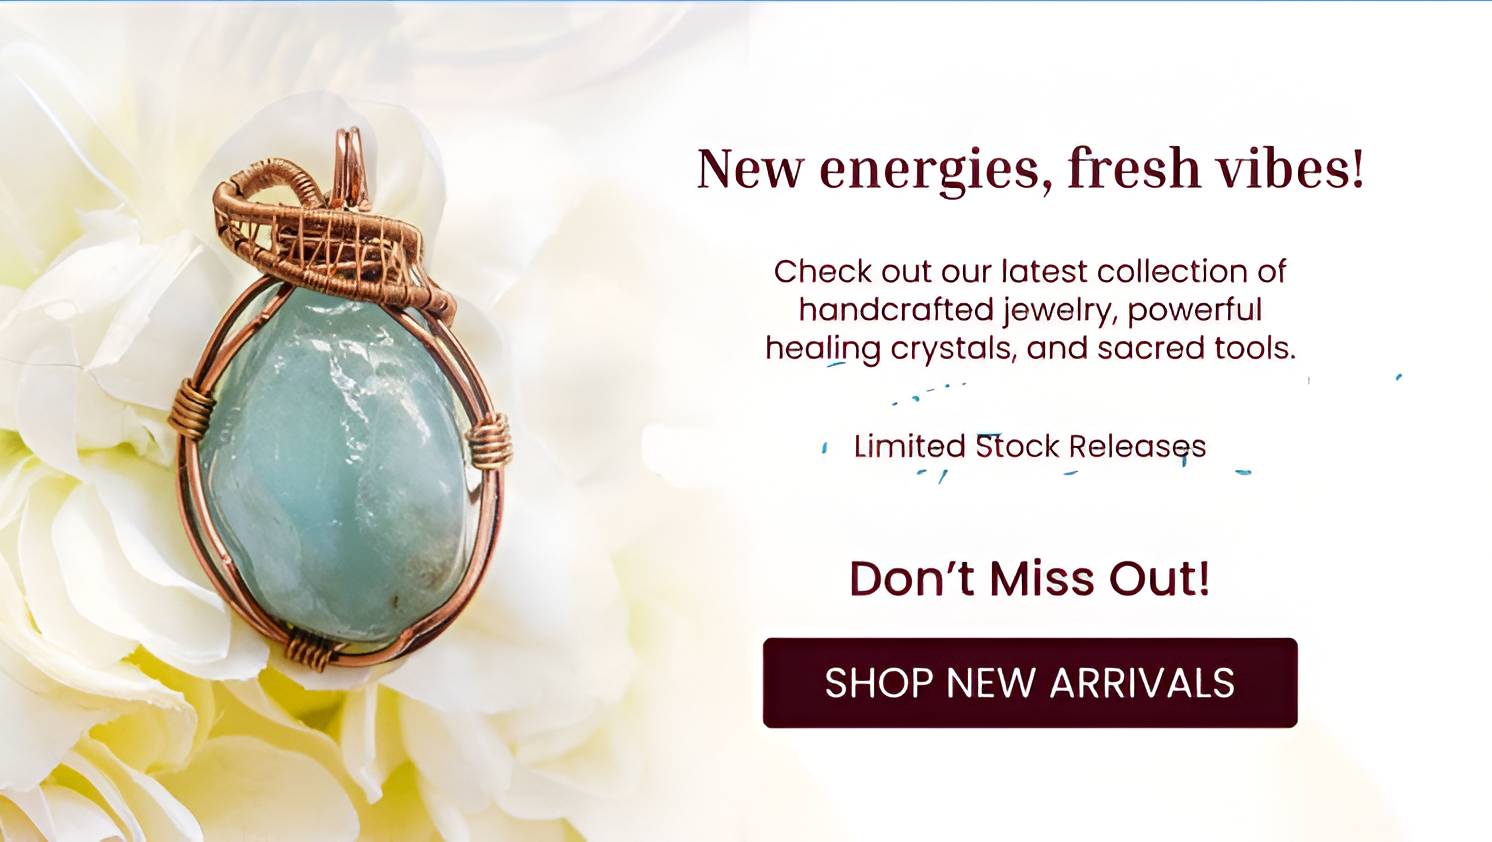 New energies, fresh vibes!
Check out our latest collection of
handcrafted jewelry, powerful
healing crystals, and sacred tools.
Limited Stock Releases
Don’t Miss Out!
SHOP NEW ARRIVALS